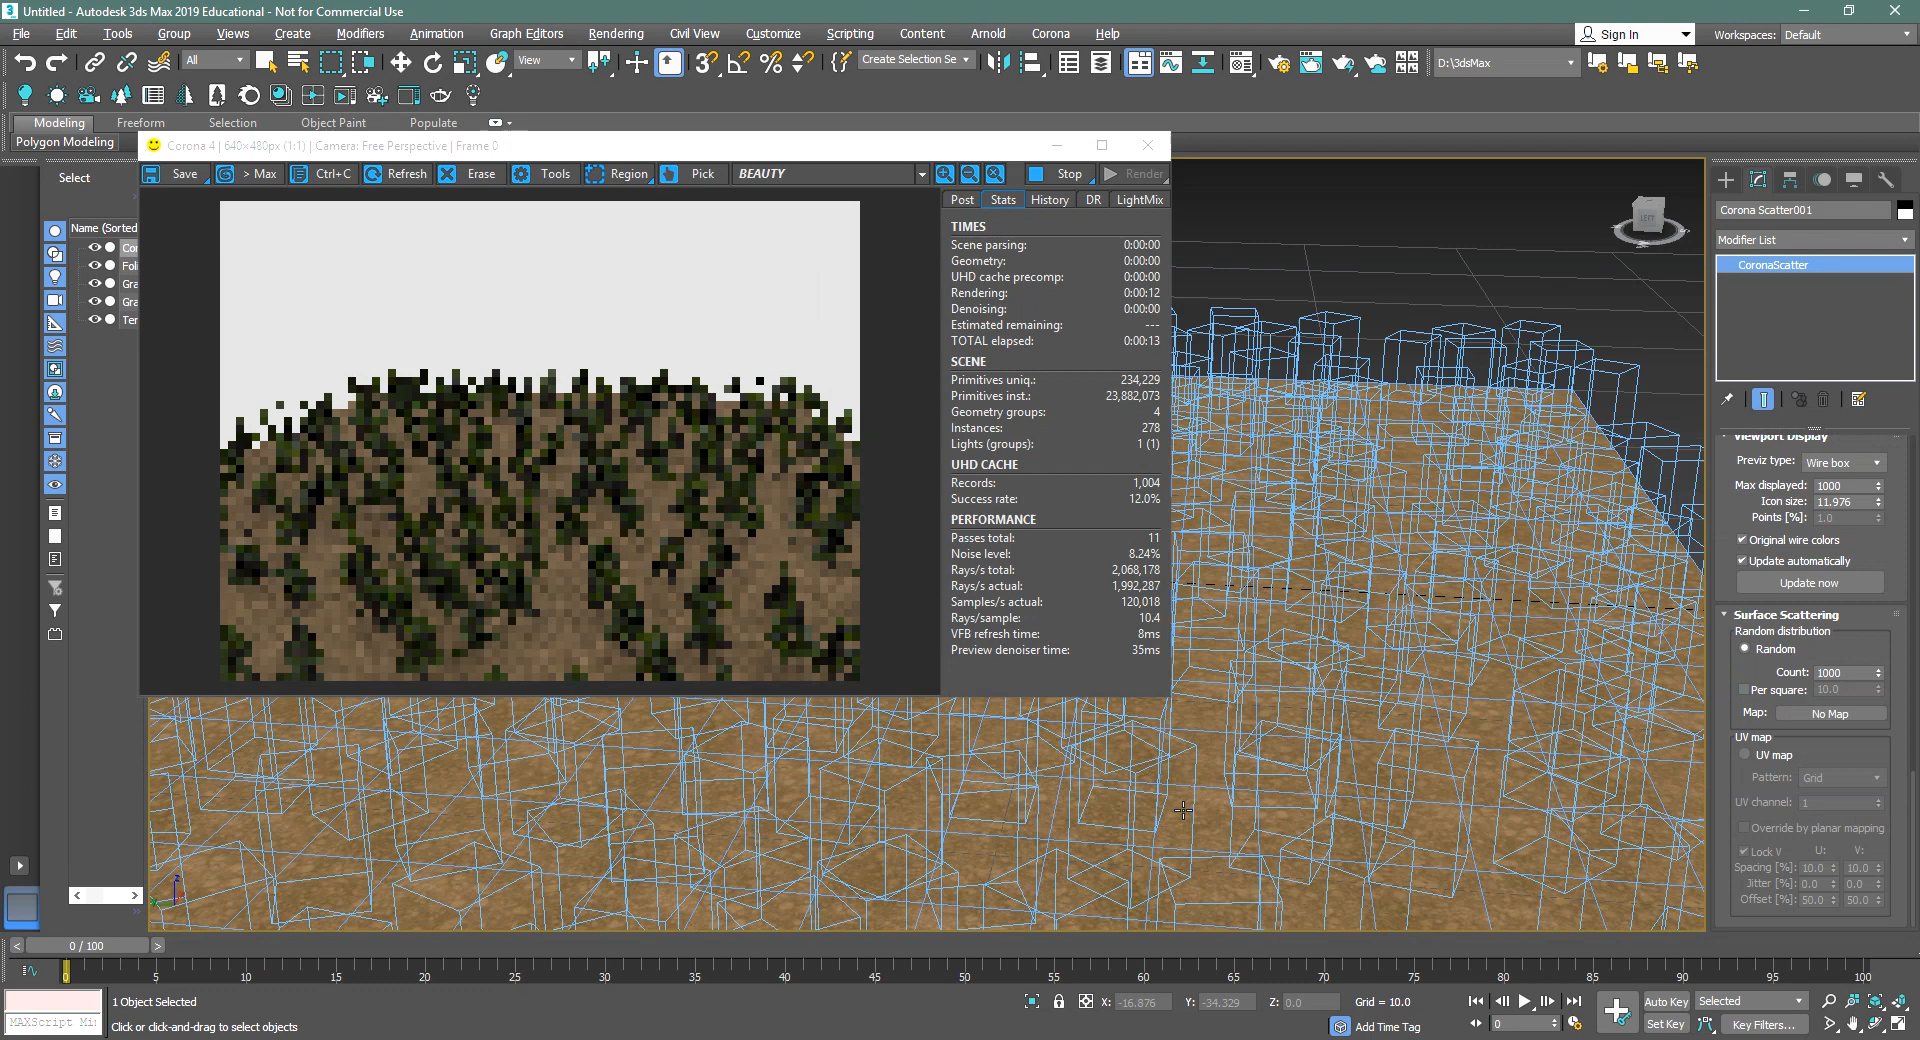 Untitled - Autodesk 3ds Max 2019 Educational - Not for Commercial Use
File Edit Tools Group Views Create Modifiers Animation Graph Editors Rendering Civil View Customize Scripting Content Arnold Corona Help
Sign In Workspaces: Default
All View Create Selection Se D:\3dsMax
Modeling Freeform Selection Object Paint Populate
Polygon Modeling
Corona 4 | 640×480px (1:1) | Camera: Free Perspective | Frame 0
Save > Max Ctrl+C Refresh Erase Tools Region Pick BEAUTY Stop Render
Select
Name (Sorted
Co
Foli
Gra
Gra
Ter
Post Stats History DR LightMix
TIMES
Scene parsing: 0:00:00
Geometry: 0:00:00
UHD cache precomp: 0:00:00
Rendering: 0:00:12
Denoising: 0:00:00
Estimated remaining: ---
TOTAL elapsed: 0:00:13
SCENE
Primitives uniq.: 234,229
Primitives inst.: 23,882,073
Geometry groups: 4
Instances: 278
Lights (groups): 1 (1)
UHD CACHE
Records: 1,004
Success rate: 12.0%
PERFORMANCE
Passes total: 11
Noise level: 8.24%
Rays/s total: 2,068,178
Rays/s actual: 1,992,287
Samples/s actual: 120,018
Rays/sample: 10.4
VFB refresh time: 8ms
Preview denoiser time: 35ms
LEFT
Corona Scatter001
Modifier List
CoronaScatter
Viewport Display
Previz type: Wire box
Max displayed: 1000
Icon size: 11.976
Points [%]: 1.0
Original wire colors
Update automatically
Update now
Surface Scattering
Random distribution
Random
Count: 1000
Per square: 10.0
Map: No Map
UV map
UV map
Pattern: Grid
UV channel: 1
Override by planar mapping
Lock V U: V:
Spacing [%]: 10.0 10.0
Jitter [%]: 0.0 0.0
Offset [%]: 50.0 50.0
z
0 / 100
0 5 10 15 20 25 30 35 40 45 50 55 60 65 70 75 80 85 90 95 100
1 Object Selected
X: -16.876 Y: -34.329 Z: 0.0 Grid = 10.0
Auto Key Selected
MAXScript Mi
Click or click-and-drag to select objects
Add Time Tag
0
Set Key Key Filters...